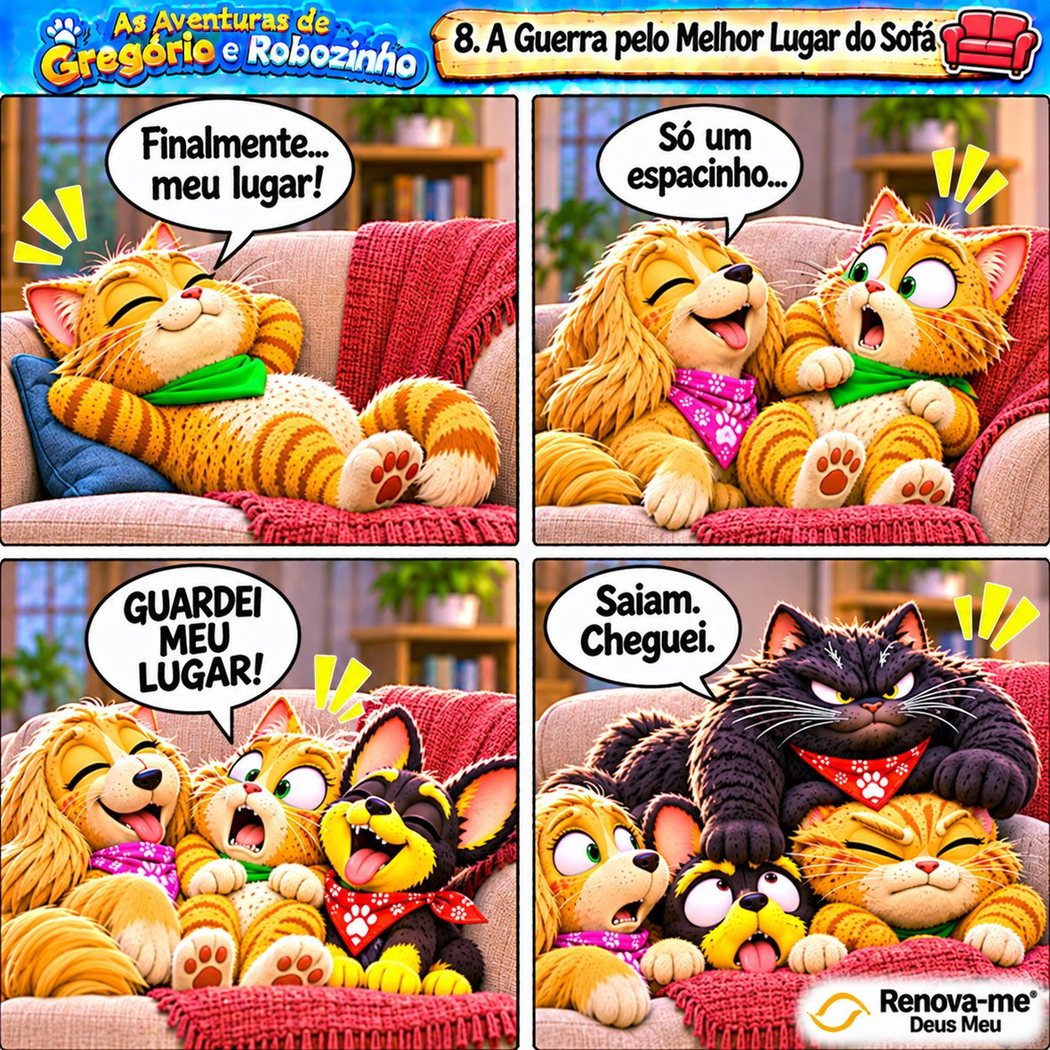 As Aventuras de
Gregório e Robozinho
8. A Guerra pelo Melhor Lugar do Sofá
Finalmente...
meu lugar!
Só um
espacinho...
GUARDEI
MEU
LUGAR!
Saiam.
Cheguei.
Renova-me®
Deus Meu